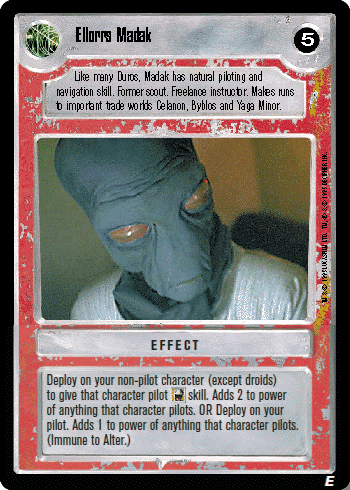 Ellorrs Madak
5
Like many Duros, Madak has natural piloting and
navigation skill. Former scout. Freelance instructor. Makes runs
to important trade worlds Celanon, Byblos and Yaga Minor.
EFFECT
Deploy on your non-pilot character (except droids)
to give that character pilot skill. Adds 2 to power
of anything that character pilots. OR Deploy on your
pilot. Adds 1 to power of anything that character pilots.
(Immune to Alter.)
E